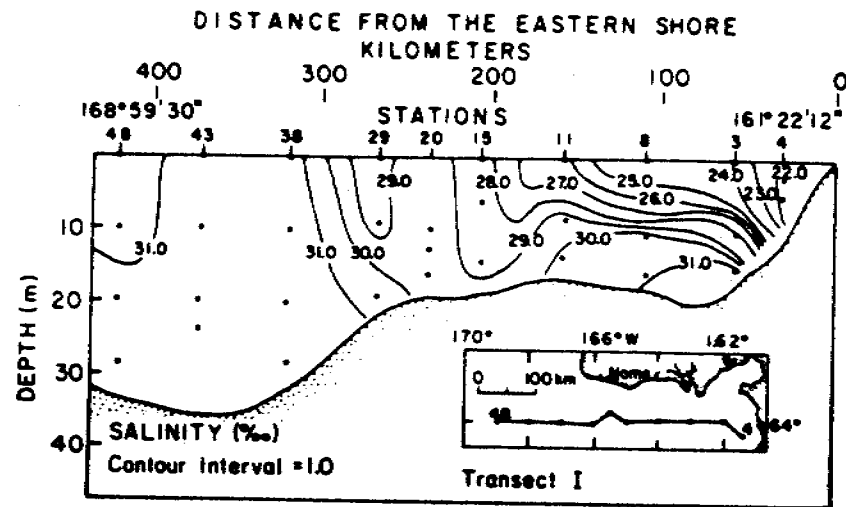 DISTANCE FROM THE EASTERN SHORE
KILOMETERS
400 300 200 100 0
168°59'30" STATIONS 161°22'12"
48 43 38 29 20 15 11 8 3 4
29.0 28.0 27.0 25.0 24.0 22.0
26.0 23.0
31.0 31.0 30.0 29.0 30.0 31.0
10
20
30
40
DEPTH (m)
170° 166°W 162°
Nome
0 100 km
48 4 64°
SALINITY (‰)
Contour Interval = 1.0
Transect I